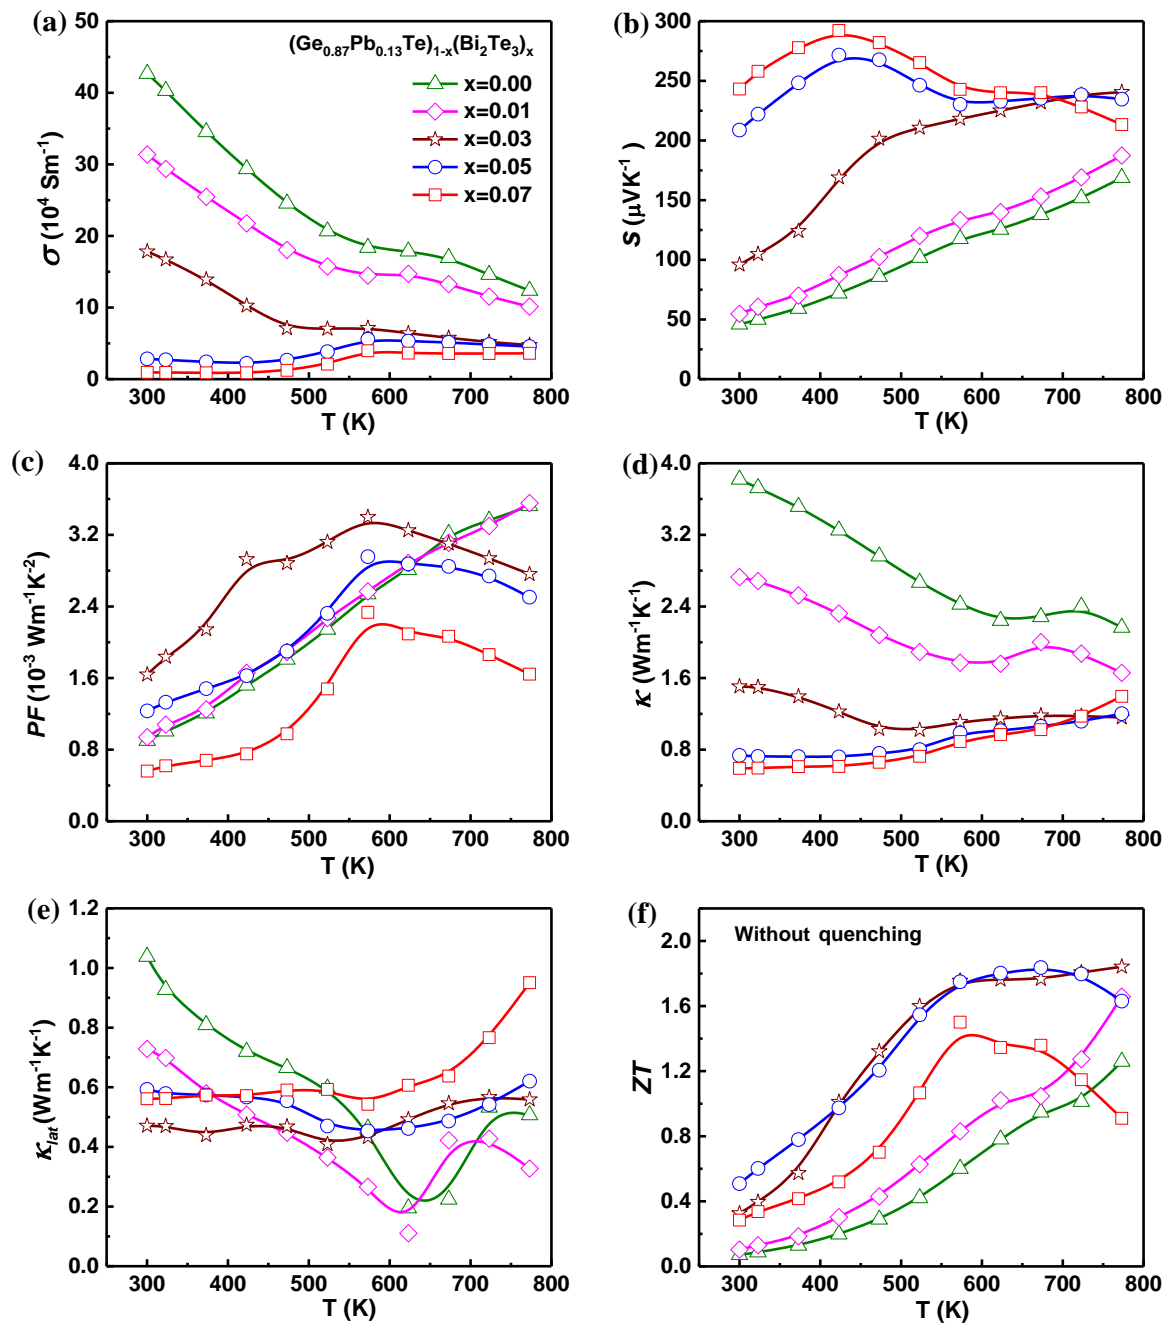 (a)
50
40
30
20
10
0
σ (10⁴ Sm⁻¹)
(Ge₀.₈₇Pb₀.₁₃Te)₁₋ₓ(Bi₂Te₃)ₓ
x=0.00
x=0.01
x=0.03
x=0.05
x=0.07
300 400 500 600 700 800
T (K)
(b)
300
250
200
150
100
50
0
S (μVK⁻¹)
300 400 500 600 700 800
T (K)
(c)
4.0
3.2
2.4
1.6
0.8
0.0
PF (10⁻³ Wm⁻¹K⁻²)
300 400 500 600 700 800
T (K)
(d)
4.0
3.2
2.4
1.6
0.8
0.0
κ (Wm⁻¹K⁻¹)
300 400 500 600 700 800
T (K)
(e)
1.2
1.0
0.8
0.6
0.4
0.2
0.0
κ_lat (Wm⁻¹K⁻¹)
300 400 500 600 700 800
T (K)
(f)
2.0
1.6
1.2
0.8
0.4
0.0
ZT
Without quenching
300 400 500 600 700 800
T (K)